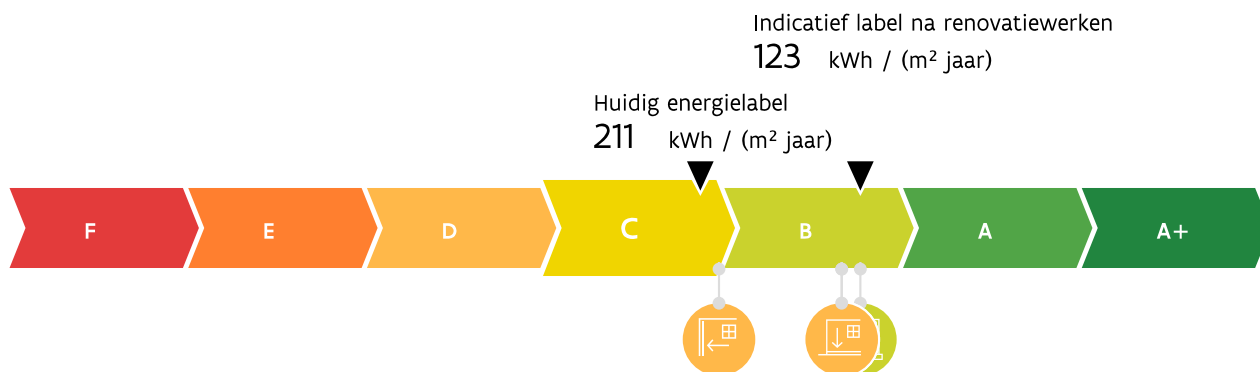 Indicatief label na renovatiewerken
123 kWh / (m² jaar)
Huidig energielabel
211 kWh / (m² jaar)
F E D C B A A+